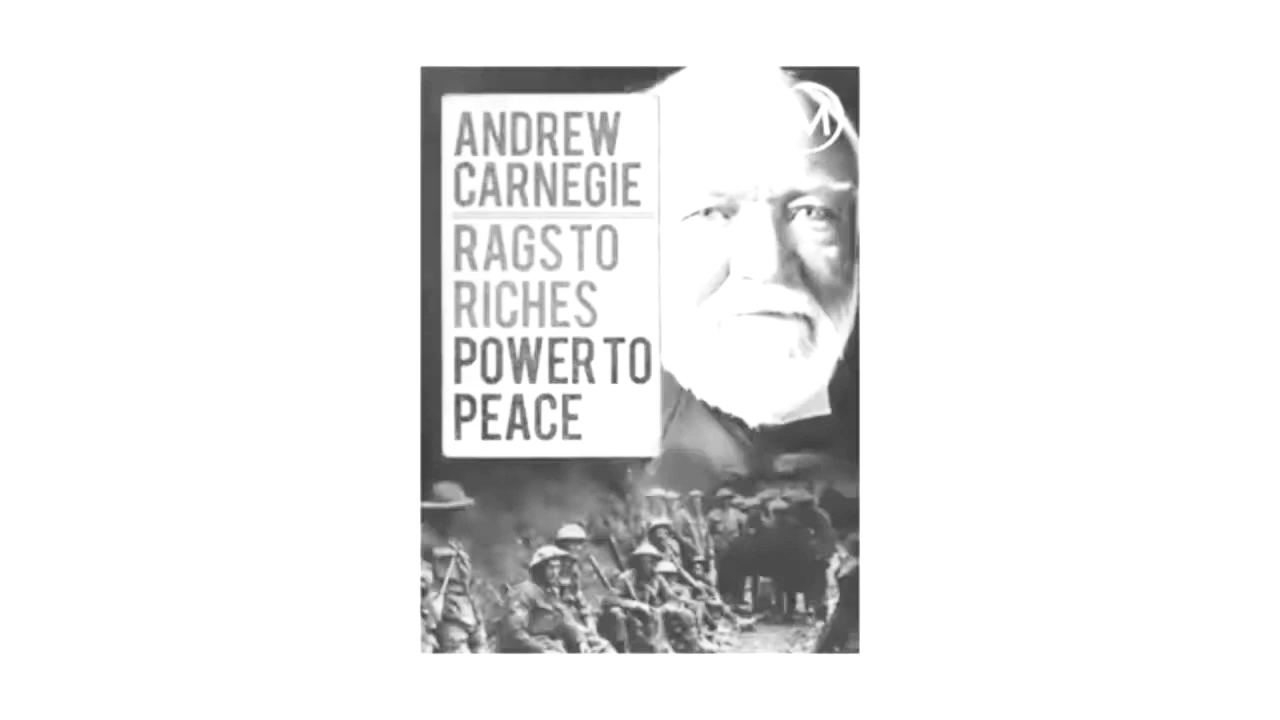 ANDREW
CARNEGIE
RAGS TO
RICHES
POWER TO
PEACE